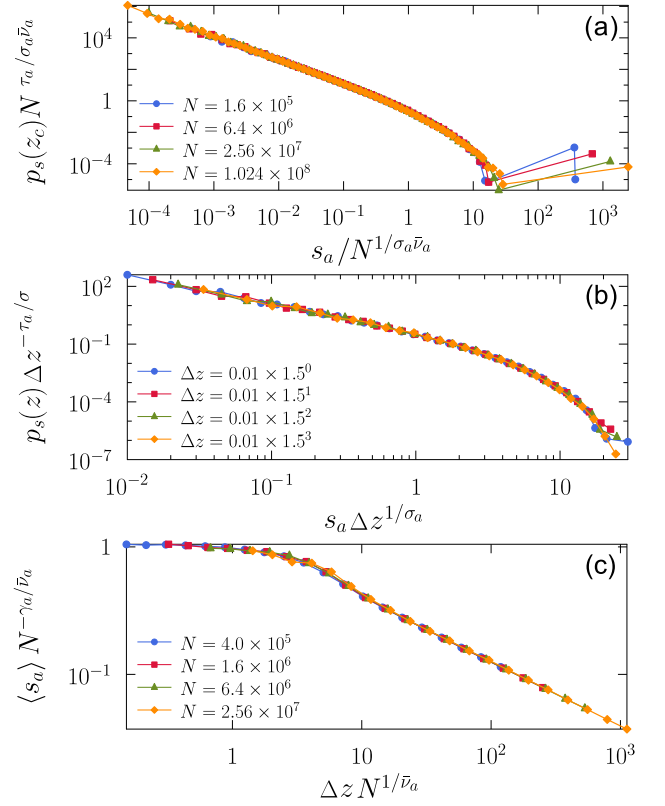 (a)
p_s(z_c) N^{τ_a/σ_a ν̄_a}
10^4
1
10^{-4}
N = 1.6 × 10^5
N = 6.4 × 10^6
N = 2.56 × 10^7
N = 1.024 × 10^8
10^{-4} 10^{-3} 10^{-2} 10^{-1} 1 10 10^2 10^3
s_a/N^{1/σ_a ν̄_a}
(b)
p_s(z) Δz^{-τ_a/σ}
10^2
10^{-1}
10^{-4}
10^{-7}
Δz = 0.01 × 1.5^0
Δz = 0.01 × 1.5^1
Δz = 0.01 × 1.5^2
Δz = 0.01 × 1.5^3
10^{-2} 10^{-1} 1 10
s_a Δz^{1/σ_a}
(c)
⟨s_a⟩ N^{-γ_a/ν̄_a}
1
10^{-1}
N = 4.0 × 10^5
N = 1.6 × 10^6
N = 6.4 × 10^6
N = 2.56 × 10^7
1 10 10^2 10^3
Δz N^{1/ν̄_a}